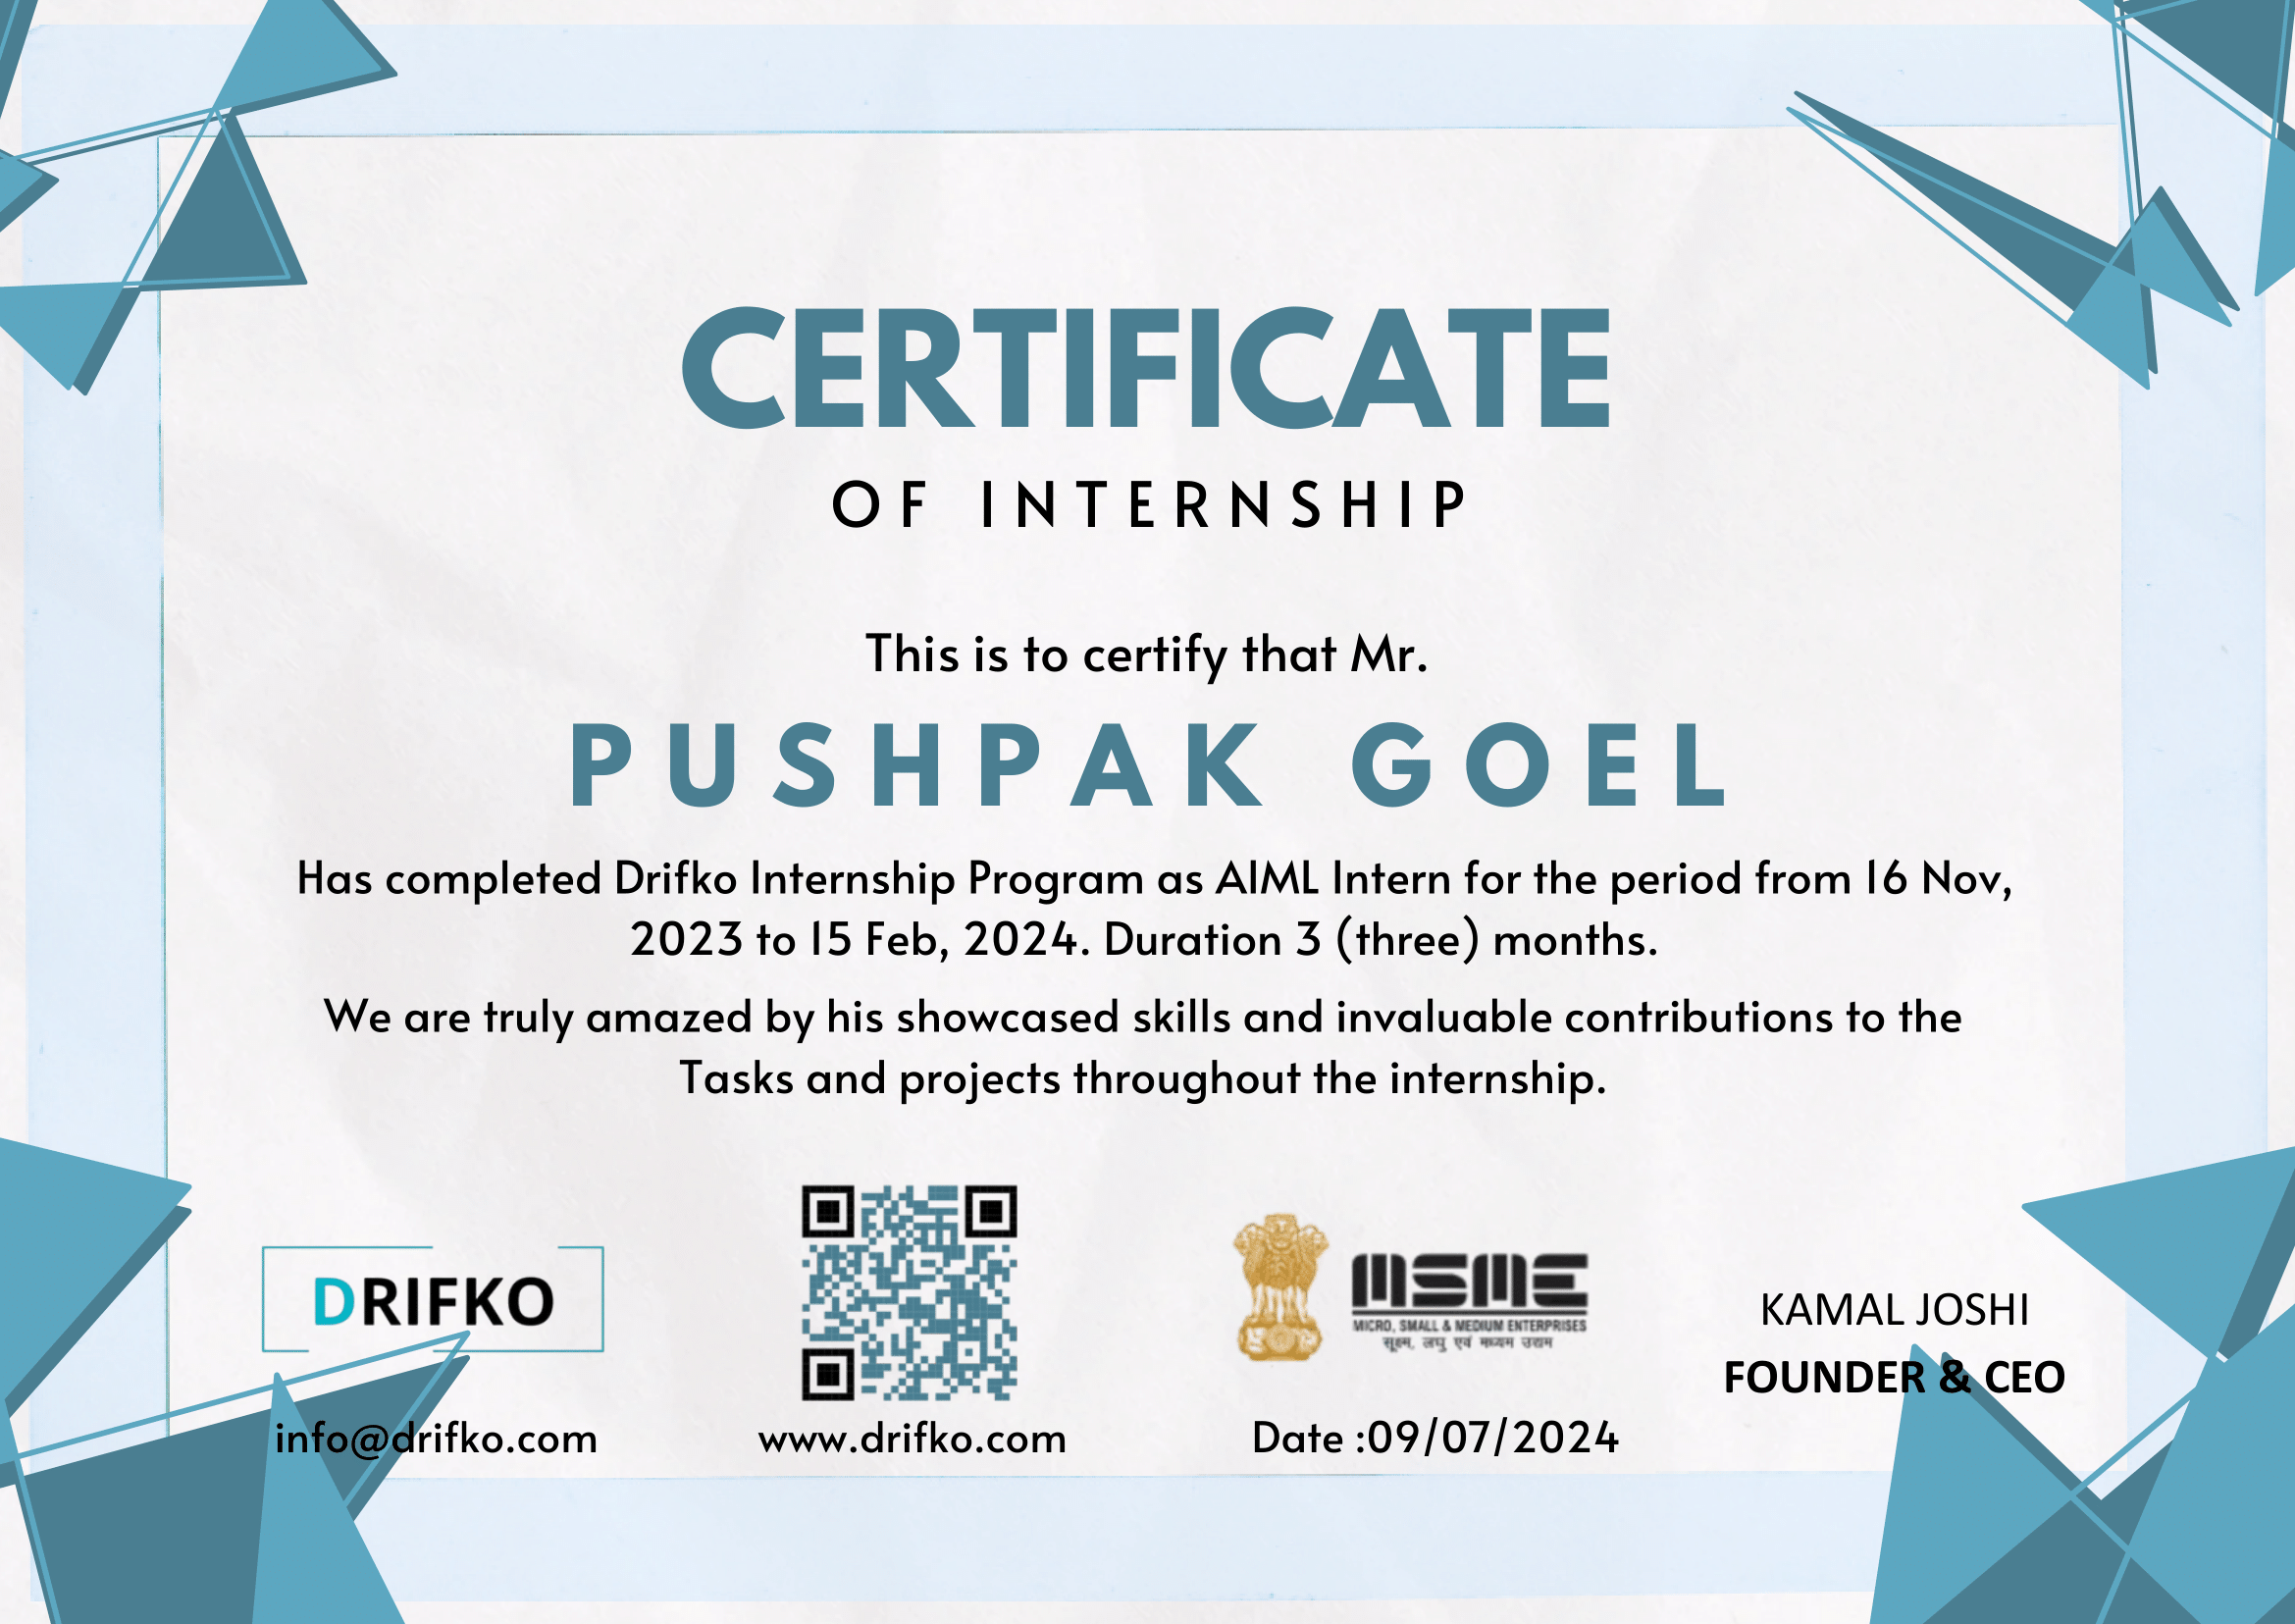 CERTIFICATE
OF INTERNSHIP
This is to certify that Mr.
PUSHPAK GOEL
Has completed Drifko Internship Program as AIML Intern for the period from 16 Nov,
2023 to 15 Feb, 2024. Duration 3 (three) months.
We are truly amazed by his showcased skills and invaluable contributions to the
Tasks and projects throughout the internship.
DRIFKO
info@drifko.com
www.drifko.com
MSME
MICRO, SMALL & MEDIUM ENTERPRISES
सूक्ष्म, लघु एवं मध्यम उद्यम
Date :09/07/2024
KAMAL JOSHI
FOUNDER & CEO